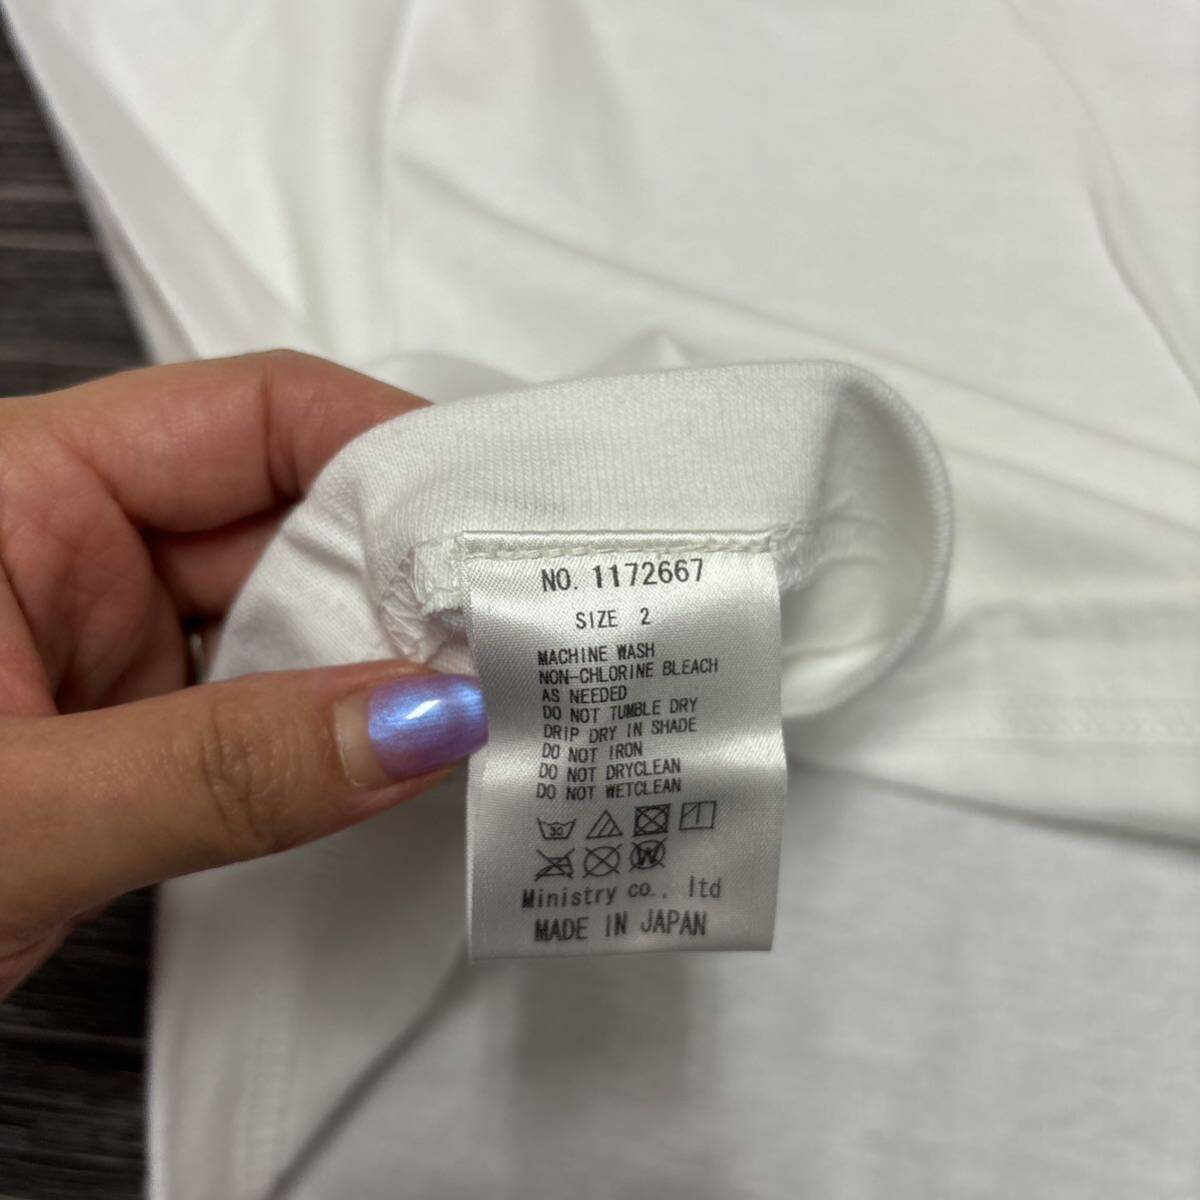 NO. 1172667
SIZE 2
MACHINE WASH
NON-CHLORINE BLEACH
AS NEEDED
DO NOT TUMBLE DRY
DRIP DRY IN SHADE
DO NOT IRON
DO NOT DRYCLEAN
DO NOT WETCLEAN
30
W
Ministry co., ltd
MADE IN JAPAN